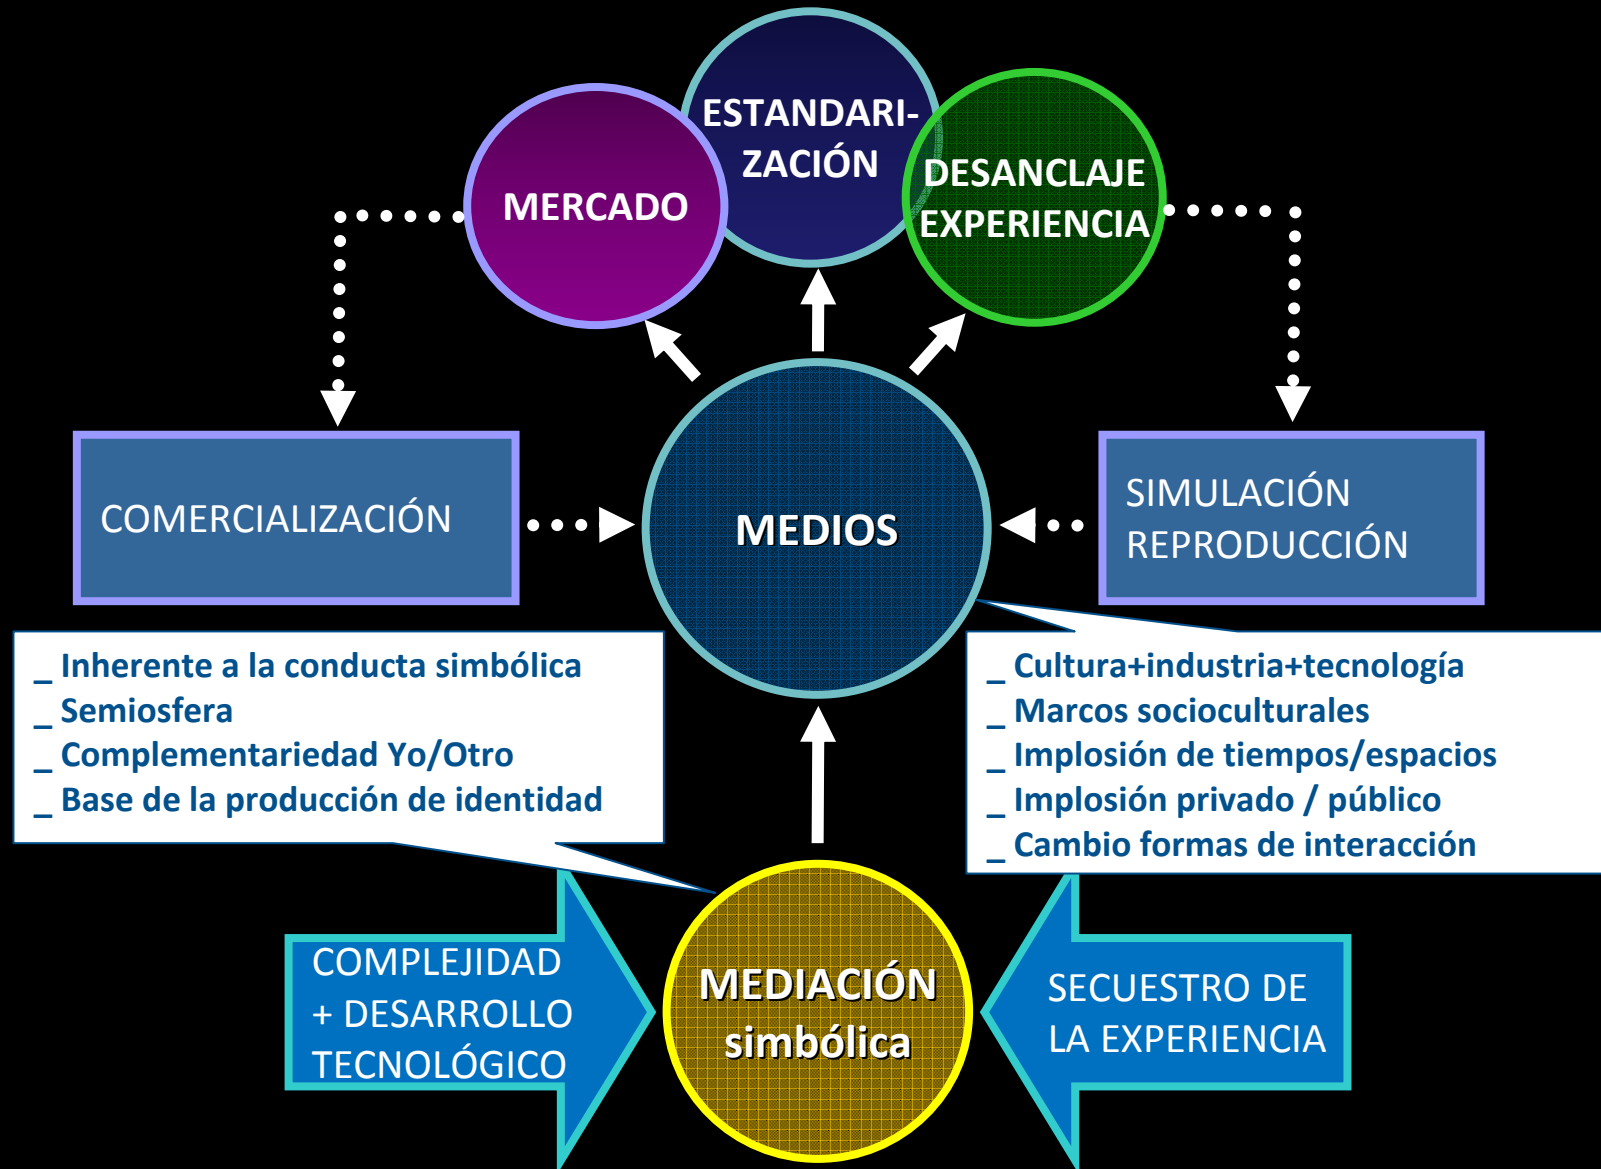 ESTANDARI-
ZACIÓN
MERCADO
DESANCLAJE
EXPERIENCIA
COMERCIALIZACIÓN
MEDIOS
SIMULACIÓN
REPRODUCCIÓN
_ Inherente a la conducta simbólica
_ Semiosfera
_ Complementariedad Yo/Otro
_ Base de la producción de identidad
_ Cultura+industria+tecnología
_ Marcos socioculturales
_ Implosión de tiempos/espacios
_ Implosión privado / público
_ Cambio formas de interacción
COMPLEJIDAD
+ DESARROLLO
TECNOLÓGICO
MEDIACIÓN
simbólica
SECUESTRO DE
LA EXPERIENCIA